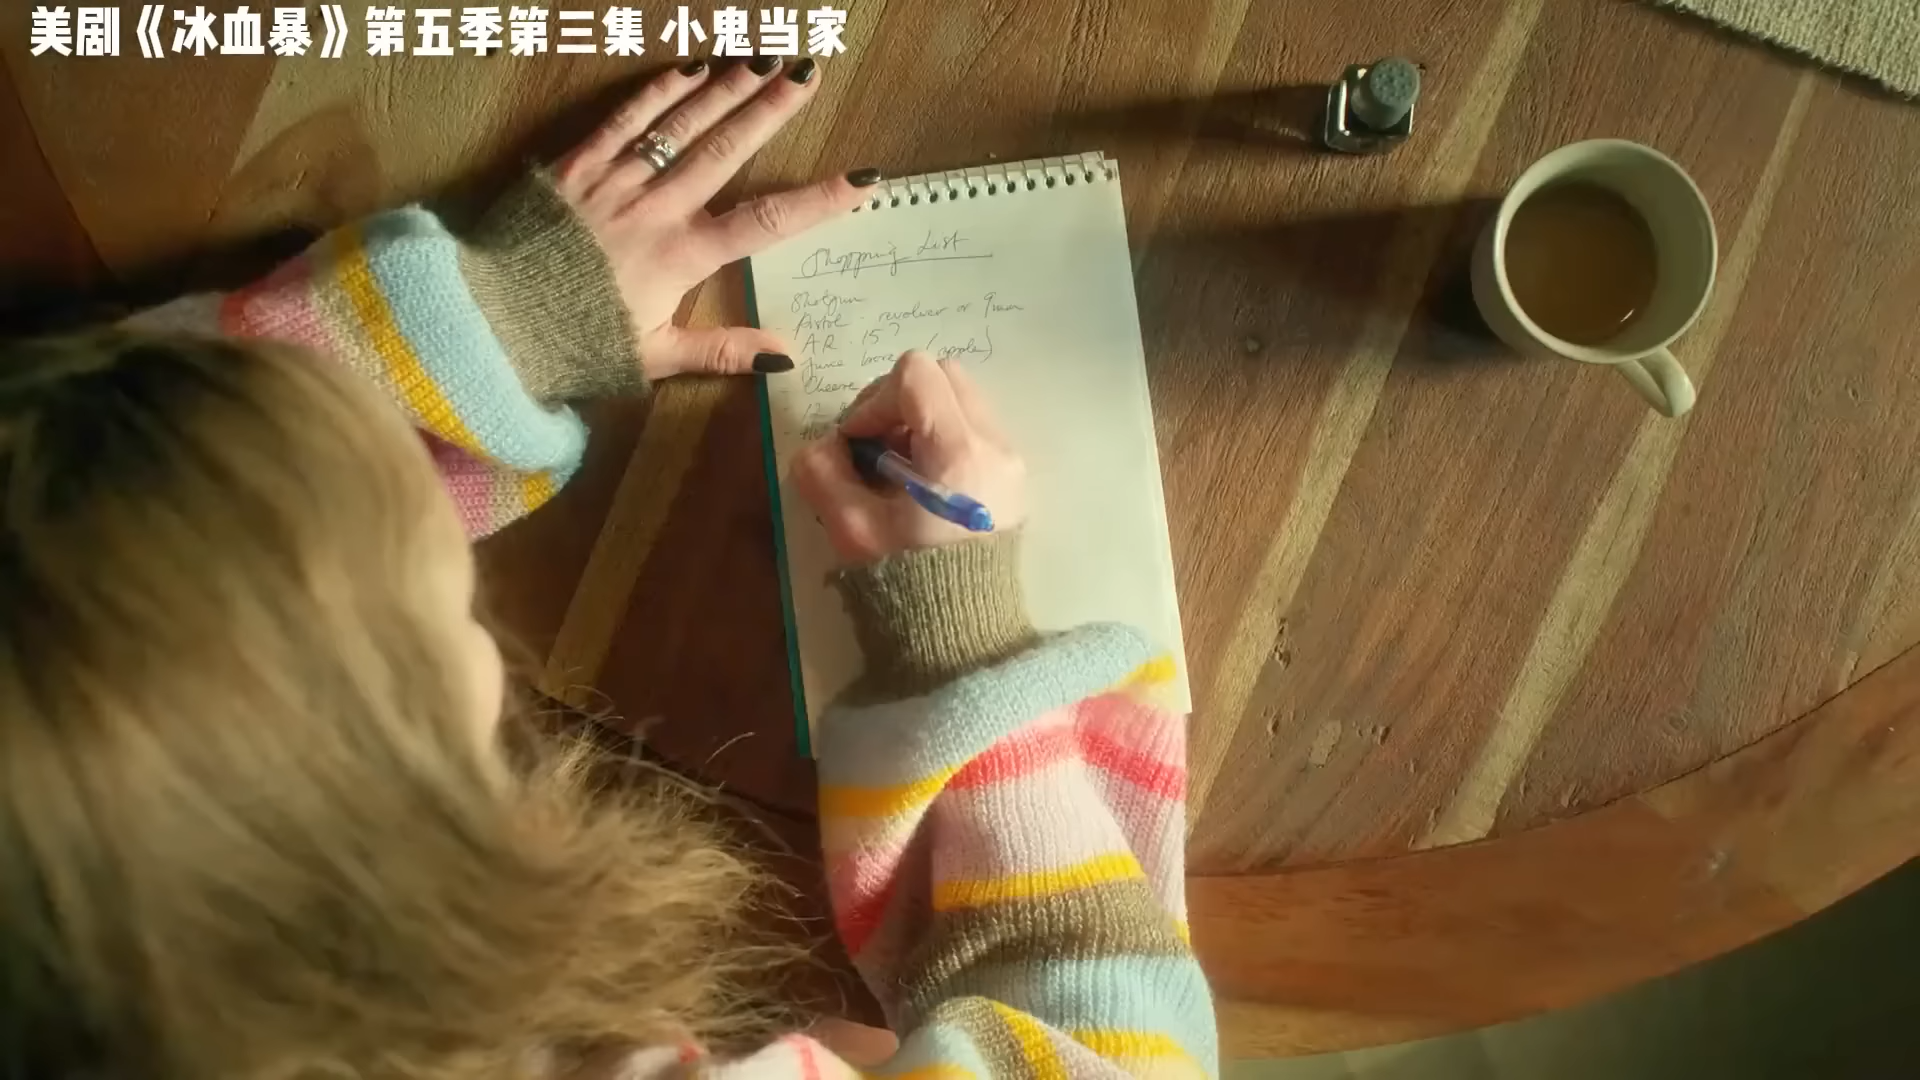 美剧《冰血暴》第五季第三集 小鬼当家
Shopping List
Shotgun
- Pistol - revolver or 9mm
- AR-15?
- Juice boxes (apple)
- Cheese
- 12
-